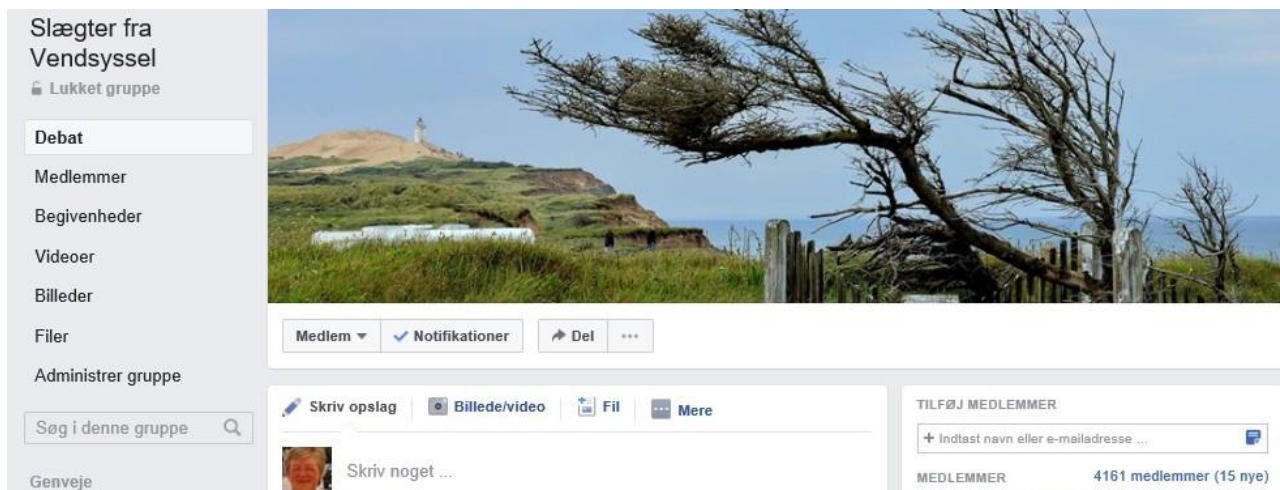 Slægter fra
Vendsyssel
Lukket gruppe
Debat
Medlemmer
Begivenheder
Videoer
Billeder
Filer
Administrer gruppe
Søg i denne gruppe
Genveje
Medlem Notifikationer Del
Skriv opslag Billede/video Fil Mere
Skriv noget ...
TILFØJ MEDLEMMER
+ Indtast navn eller e-mailadresse ...
MEDLEMMER 4161 medlemmer (15 nye)